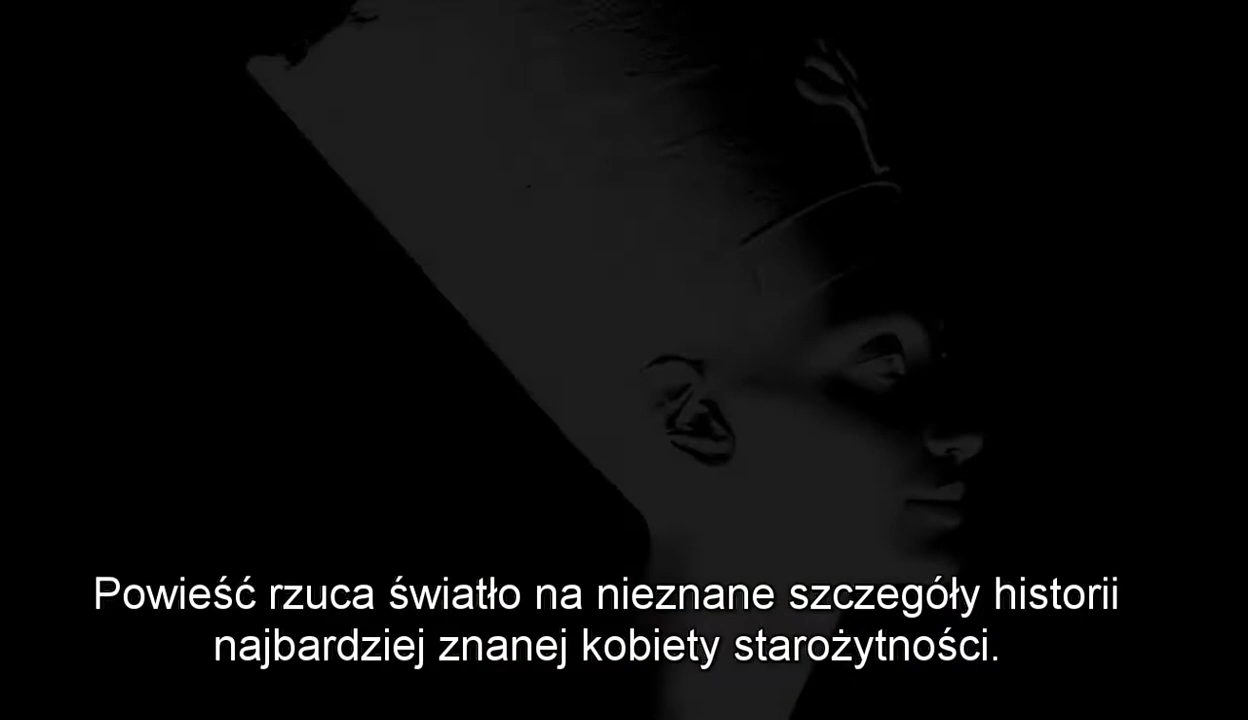 Powieść rzuca światło na nieznane szczegóły historii
najbardziej znanej kobiety starożytności.